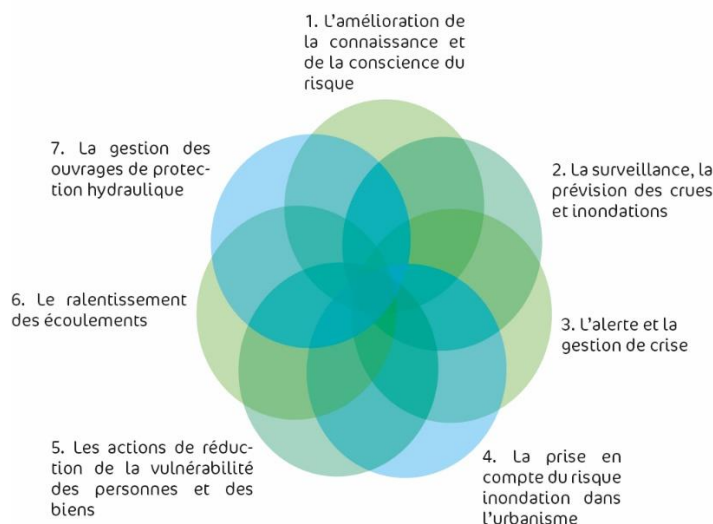 1. L'amélioration de
la connaissance et
de la conscience du
risque
2. La surveillance, la
prévision des crues
et inondations
3. L'alerte et la
gestion de crise
4. La prise en
compte du risque
inondation dans
l'urbanisme
5. Les actions de réduc-
tion de la vulnérabilité
des personnes et des
biens
6. Le ralentissement
des écoulements
7. La gestion des
ouvrages de protec-
tion hydraulique